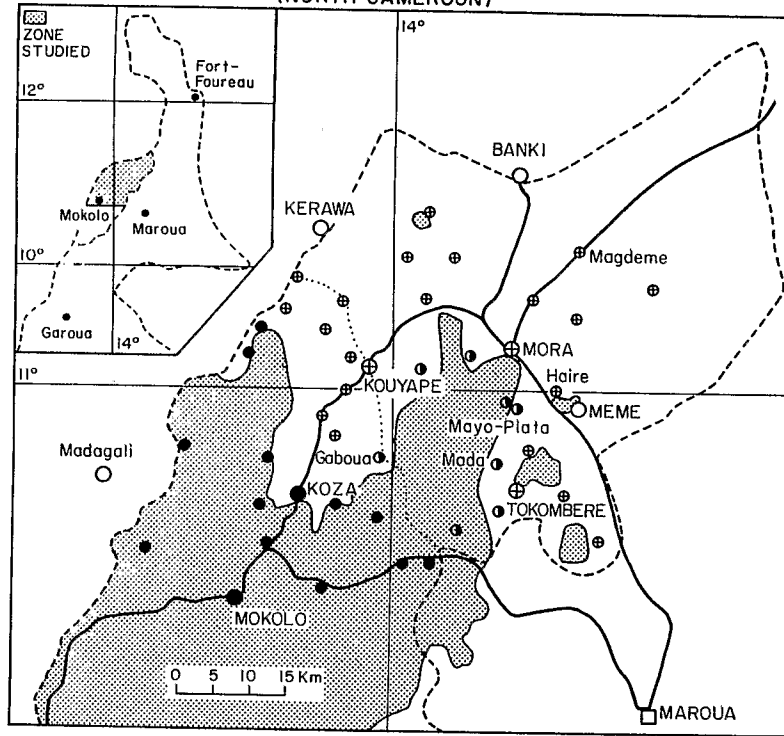 (NORTH CAMEROUN)
ZONE
STUDIED
Fort-
Foureau
12°
Mokolo
Maroua
10°
Garoua
14°
14°
BANKI
KERAWA
Magdeme
MORA
11°
KOUYAPE
Haire
MEME
Mayo-Plata
Madagali
Gaboua
Mada
KOZA
TOKOMBERE
MOKOLO
0 5 10 15 Km
MAROUA